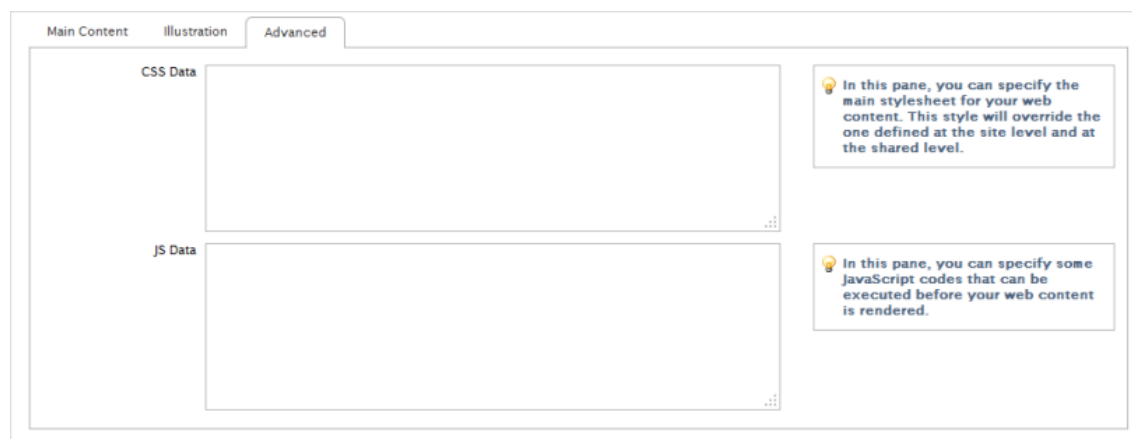 Main Content
Illustration
Advanced
CSS Data
In this pane, you can specify the
main stylesheet for your web
content. This style will override the
one defined at the site level and at
the shared level.
JS Data
In this pane, you can specify some
JavaScript codes that can be
executed before your web content
is rendered.